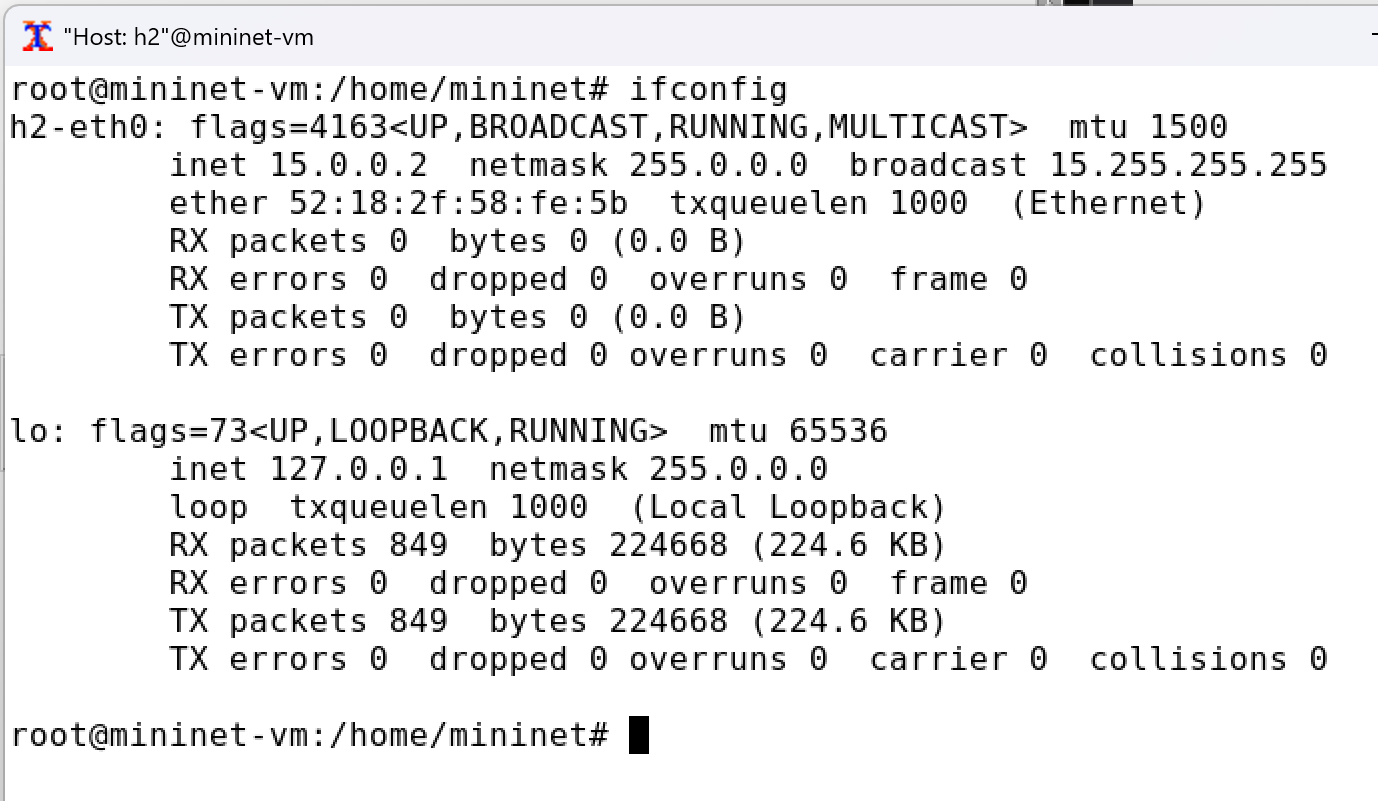 "Host: h2"@mininet-vm
root@mininet-vm:/home/mininet# ifconfig
h2-eth0: flags=4163<UP,BROADCAST,RUNNING,MULTICAST>  mtu 1500
        inet 15.0.0.2  netmask 255.0.0.0  broadcast 15.255.255.255
        ether 52:18:2f:58:fe:5b  txqueuelen 1000  (Ethernet)
        RX packets 0  bytes 0 (0.0 B)
        RX errors 0  dropped 0  overruns 0  frame 0
        TX packets 0  bytes 0 (0.0 B)
        TX errors 0  dropped 0 overruns 0  carrier 0  collisions 0

lo: flags=73<UP,LOOPBACK,RUNNING>  mtu 65536
        inet 127.0.0.1  netmask 255.0.0.0
        loop  txqueuelen 1000  (Local Loopback)
        RX packets 849  bytes 224668 (224.6 KB)
        RX errors 0  dropped 0  overruns 0  frame 0
        TX packets 849  bytes 224668 (224.6 KB)
        TX errors 0  dropped 0 overruns 0  carrier 0  collisions 0

root@mininet-vm:/home/mininet#